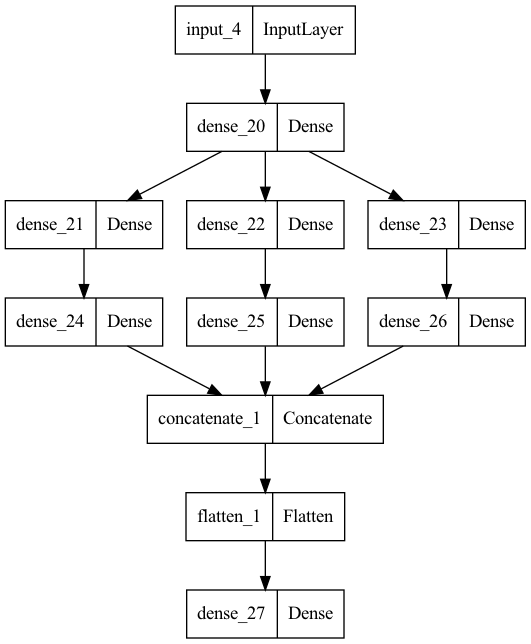 input_4 InputLayer
dense_20 Dense
dense_21 Dense dense_22 Dense dense_23 Dense
dense_24 Dense dense_25 Dense dense_26 Dense
concatenate_1 Concatenate
flatten_1 Flatten
dense_27 Dense